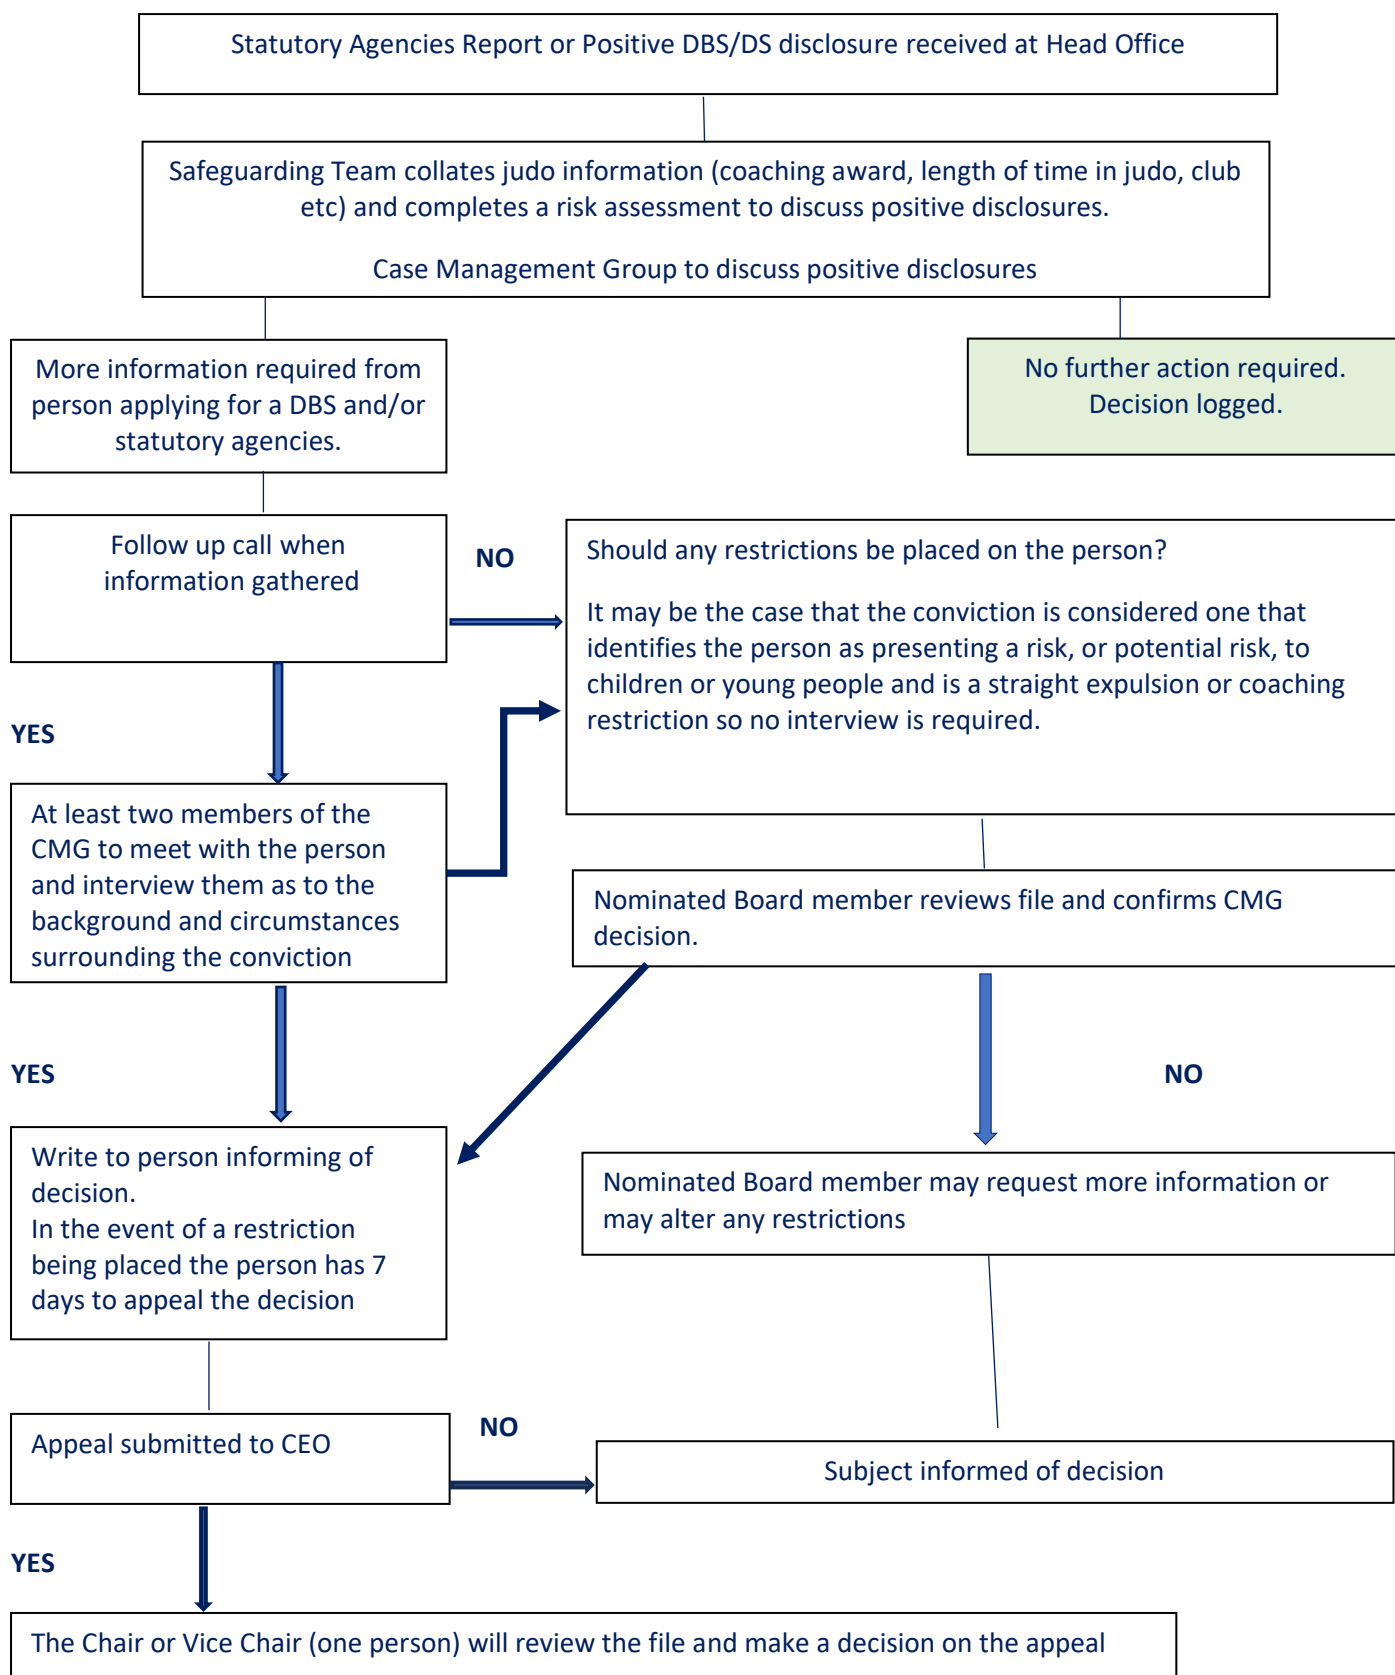 Statutory Agencies Report or Positive DBS/DS disclosure received at Head Office
Safeguarding Team collates judo information (coaching award, length of time in judo, club
etc) and completes a risk assessment to discuss positive disclosures.
Case Management Group to discuss positive disclosures
More information required from
person applying for a DBS and/or
statutory agencies.
No further action required.
Decision logged.
Follow up call when
information gathered
NO
Should any restrictions be placed on the person?
It may be the case that the conviction is considered one that
identifies the person as presenting a risk, or potential risk, to
children or young people and is a straight expulsion or coaching
restriction so no interview is required.
YES
At least two members of the
CMG to meet with the person
and interview them as to the
background and circumstances
surrounding the conviction
Nominated Board member reviews file and confirms CMG
decision.
YES
NO
Write to person informing of
decision.
In the event of a restriction
being placed the person has 7
days to appeal the decision
Nominated Board member may request more information or
may alter any restrictions
Appeal submitted to CEO
NO
Subject informed of decision
YES
The Chair or Vice Chair (one person) will review the file and make a decision on the appeal